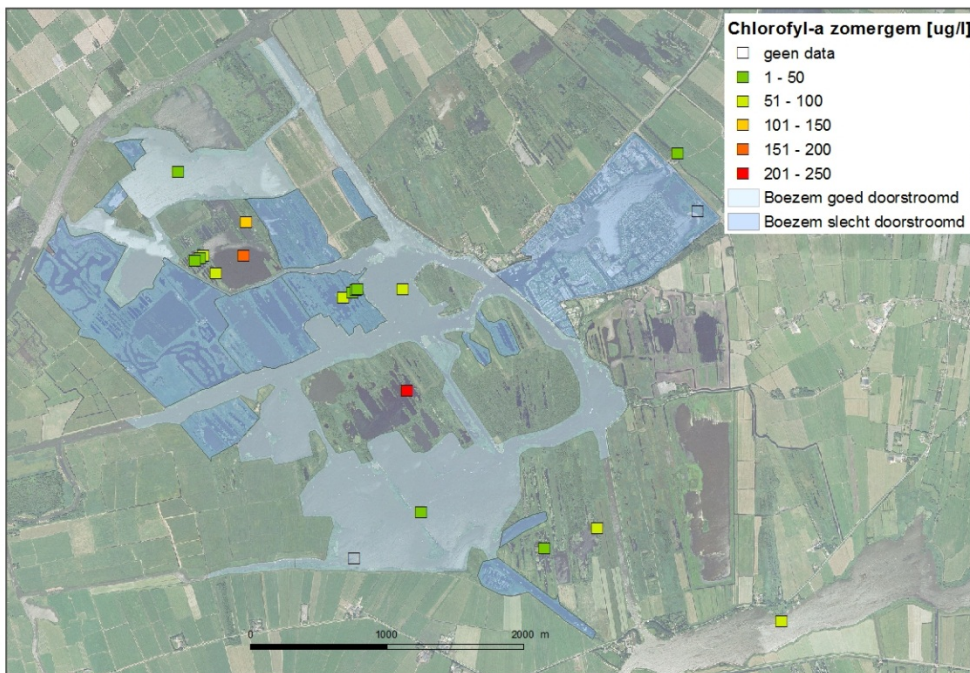 Chlorofyl-a zomergem [ug/l]
geen data
1 - 50
51 - 100
101 - 150
151 - 200
201 - 250
Boezem goed doorstroomd
Boezem slecht doorstroomd
0 1000 2000 m